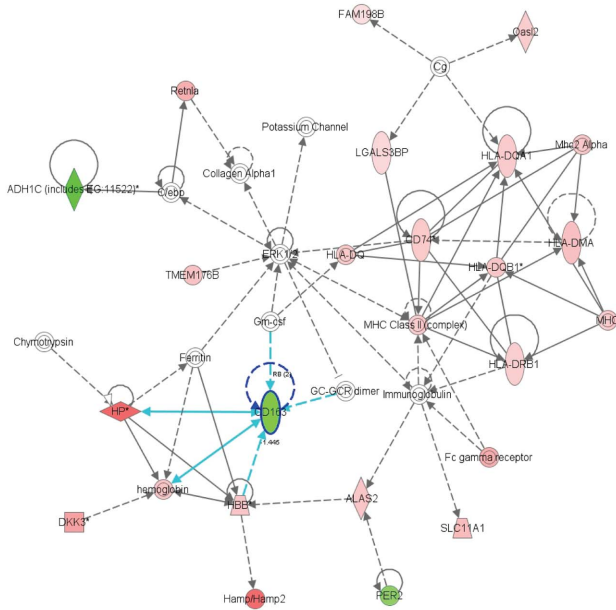 FAM198B
Oasl2
Cg
Retnla
Potassium Channel
LGALS3BP
HLA-DQA1
Mhc2 Alpha
ADH1C (includes EG:11522)*
C/ebp
Collagen Alpha1
CD74*
HLA-DMA
ERK1/2
HLA-DQ
HLA-DQB1*
TMEM176B
Gm-csf
MHC Class II (complex)
MHC
Chymotrypsin
Ferritin
HLA-DRB1
RB (2)
GC-GCR dimer
Immunoglobulin
HP*
CD163
-1.446
Fc gamma receptor
hemoglobin
HBB*
ALAS2
DKK3*
SLC11A1
Hamp/Hamp2
PER2